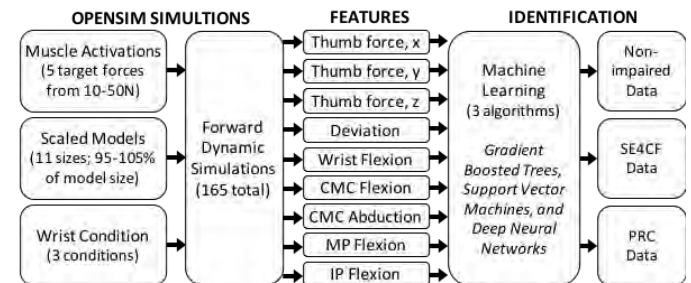 OPENSIM SIMULTIONS
FEATURES
IDENTIFICATION
Muscle Activations
(5 target forces
from 10-50N)
Scaled Models
(11 sizes; 95-105%
of model size)
Wrist Condition
(3 conditions)
Forward
Dynamic
Simulations
(165 total)
Thumb force, x
Thumb force, y
Thumb force, z
Deviation
Wrist Flexion
CMC Flexion
CMC Abduction
MP Flexion
IP Flexion
Machine
Learning
(3 algorithms)
Gradient
Boosted Trees,
Support Vector
Machines, and
Deep Neural
Networks
Non-
impaired
Data
SE4CF
Data
PRC
Data